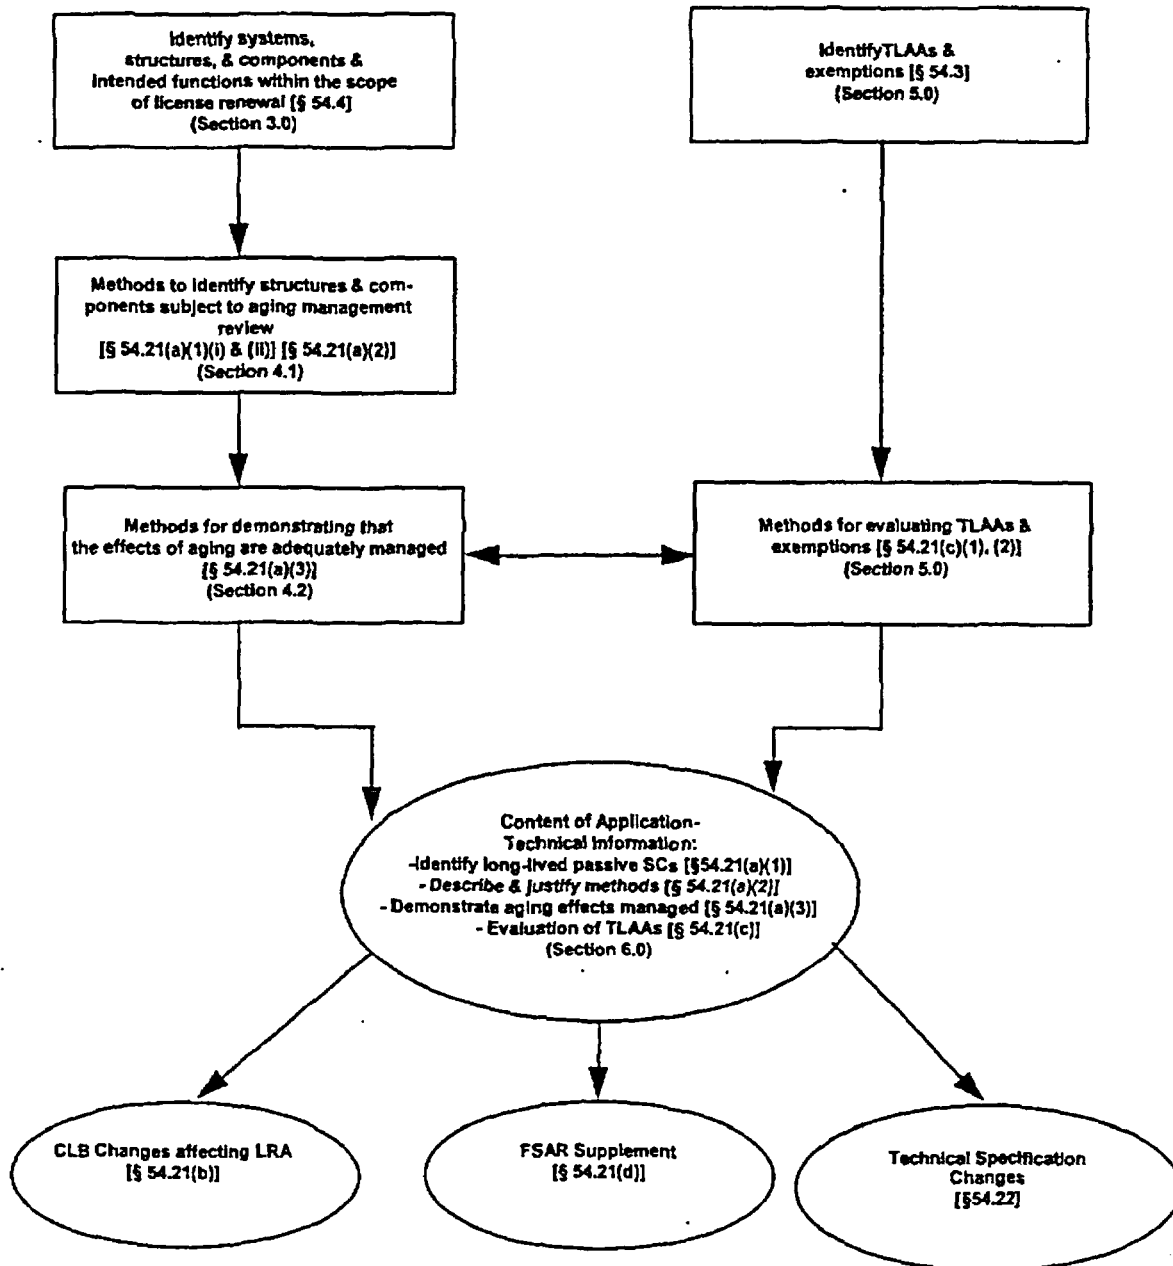 Identify systems,
structures, & components &
intended functions within the scope
of license renewal [§ 54.4]
(Section 3.0)
IdentifyTLAAs &
exemptions [§ 54.3]
(Section 5.0)
Methods to identify structures & com-
ponents subject to aging management
review
[§ 54.21(a)(1)(i) & (ii)] [§ 54.21(a)(2)]
(Section 4.1)
Methods for demonstrating that
the effects of aging are adequately managed
[§ 54.21(a)(3)]
(Section 4.2)
Methods for evaluating TLAAs &
exemptions [§ 54.21(c)(1), (2)]
(Section 5.0)
Content of Application-
Technical Information:
-Identify long-lived passive SCs [§54.21(a)(1)]
- Describe & justify methods [§ 54.21(a)(2)]
- Demonstrate aging effects managed [§ 54.21(a)(3)]
- Evaluation of TLAAs [§ 54.21(c)]
(Section 6.0)
CLB Changes affecting LRA
[§ 54.21(b)]
FSAR Supplement
[§ 54.21(d)]
Technical Specification
Changes
[§54.22]